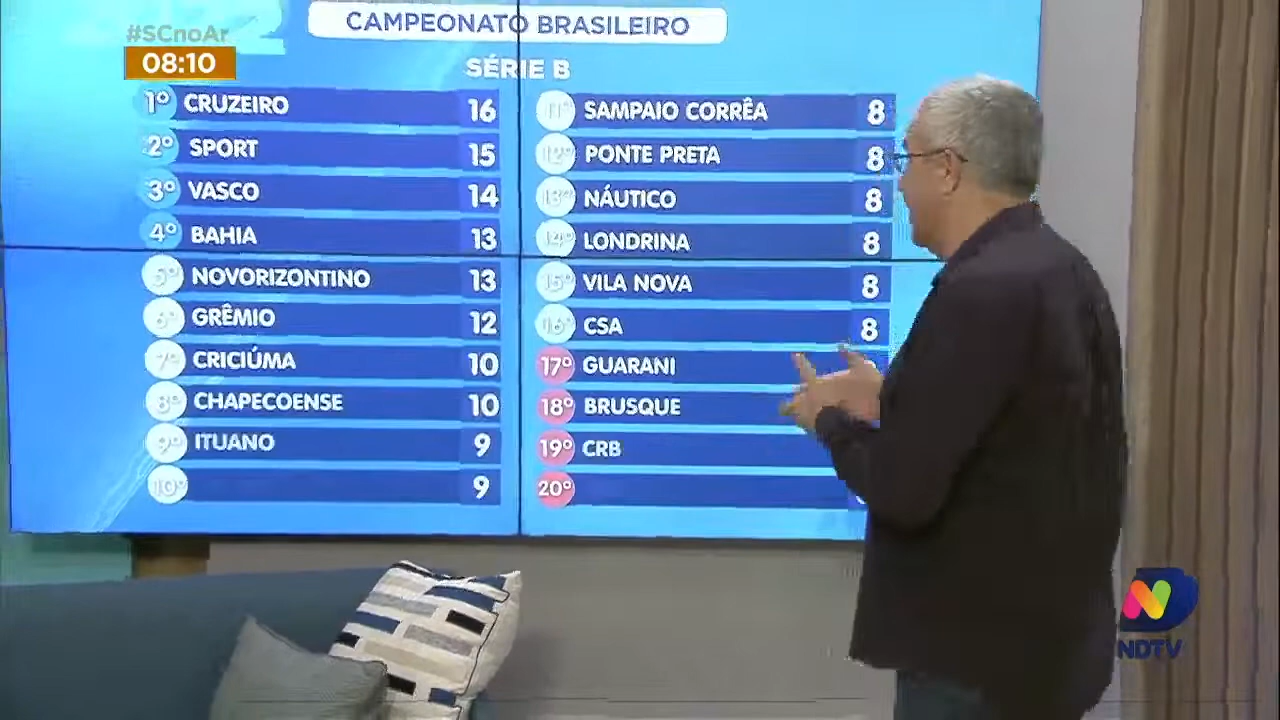 #SCnoAr
08:10
CAMPEONATO BRASILEIRO
SÉRIE B
1º CRUZEIRO 16
2º SPORT 15
3º VASCO 14
4º BAHIA 13
5º NOVORIZONTINO 13
6º GRÊMIO 12
7º CRICIÚMA 10
8º CHAPECOENSE 10
9º ITUANO 9
10º 9
11º SAMPAIO CORRÊA 8
12º PONTE PRETA 8
13º NÁUTICO 8
14º LONDRINA 8
15º VILA NOVA 8
16º CSA 8
17º GUARANI
18º BRUSQUE
19º CRB
20º
NDTV